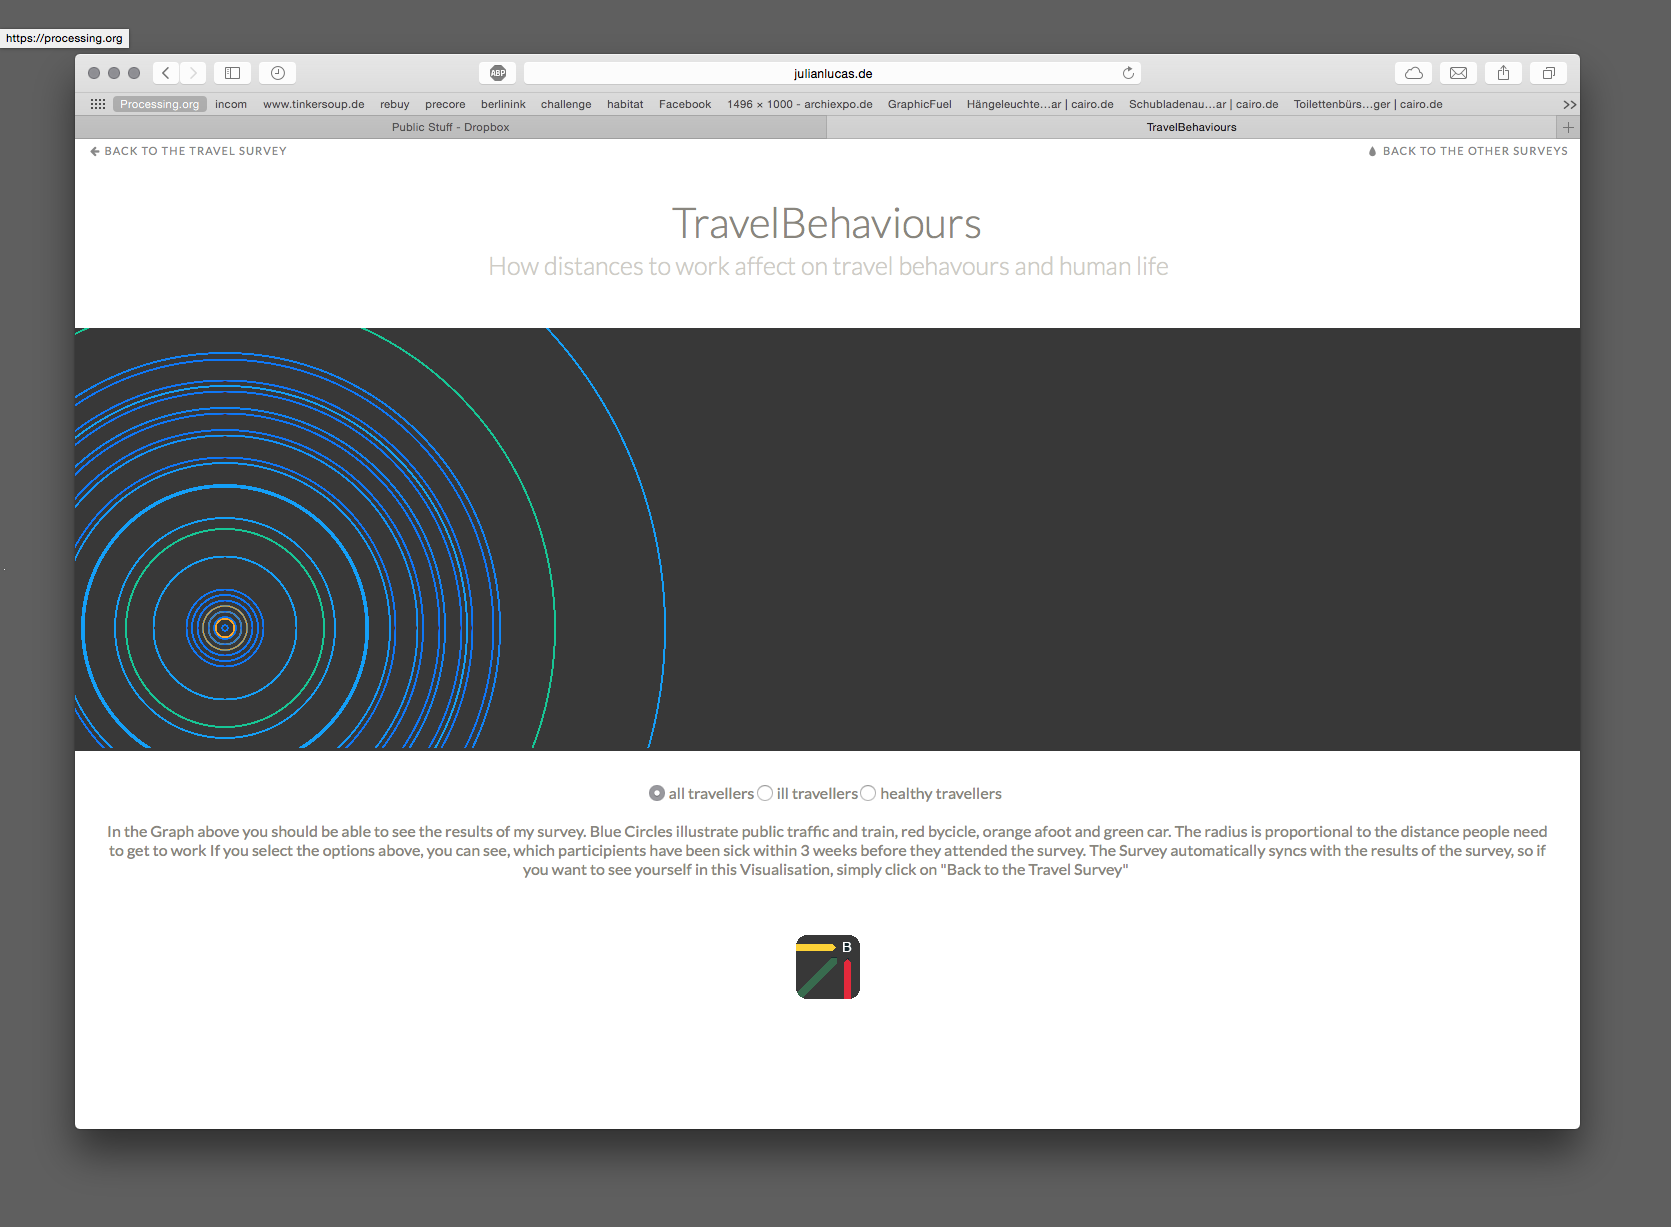 https://processing.org
ABP
julianlucas.de
Processing.org incom www.tinkersoup.de rebuy precore berlinink challenge habitat Facebook 1496 × 1000 - archiexpo.de GraphicFuel Hängeleuchte...ar | cairo.de Schubladenau...ar | cairo.de Toilettenbürs...ger | cairo.de >>
Public Stuff - Dropbox TravelBehaviours +
BACK TO THE TRAVEL SURVEY BACK TO THE OTHER SURVEYS
TravelBehaviours
How distances to work affect on travel behavours and human life
all travellers ill travellers healthy travellers
In the Graph above you should be able to see the results of my survey. Blue Circles illustrate public traffic and train, red bycicle, orange afoot and green car. The radius is proportional to the distance people need
to get to work If you select the options above, you can see, which participients have been sick within 3 weeks before they attended the survey. The Survey automatically syncs with the results of the survey, so if
you want to see yourself in this Visualisation, simply click on "Back to the Travel Survey"
B